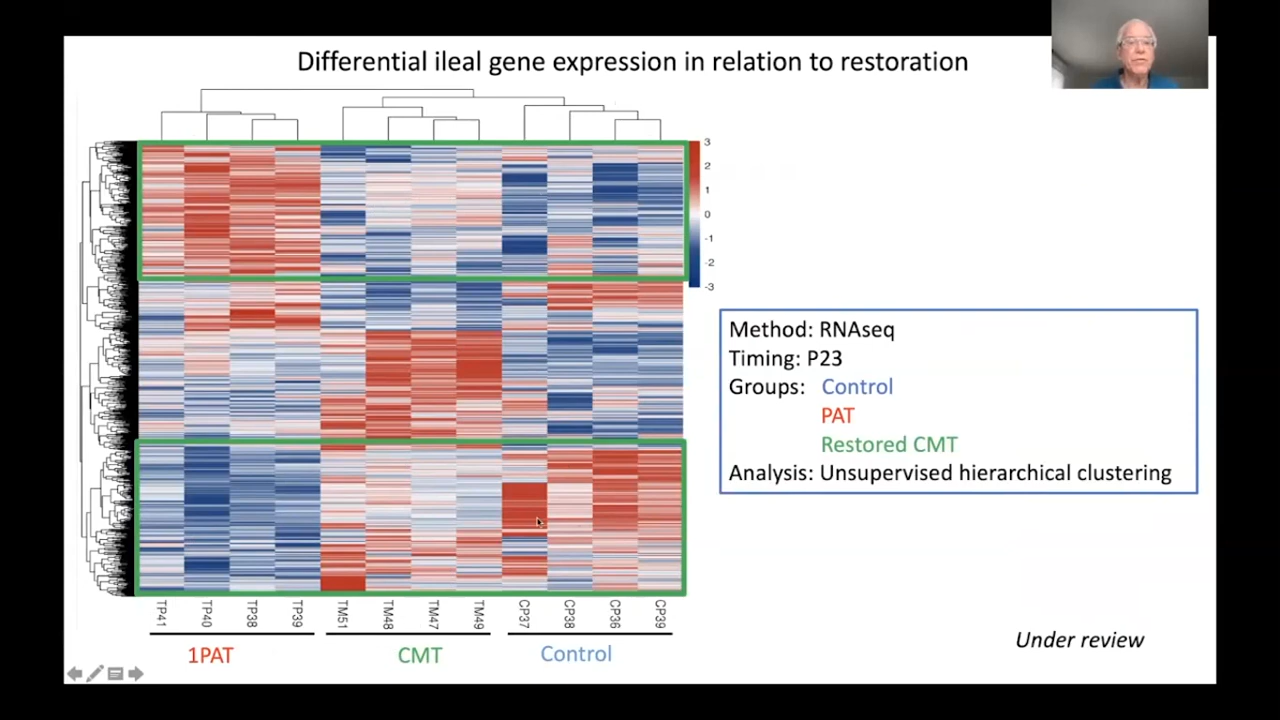 Differential ileal gene expression in relation to restoration
3
2
1
0
-1
-2
-3
Method: RNAseq
Timing: P23
Groups: Control
PAT
Restored CMT
Analysis: Unsupervised hierarchical clustering
TP41 TP40 TP38 TP39 TM51 TM48 TM47 TM49 CP37 CP38 CP36 CP39
1PAT CMT Control
Under review